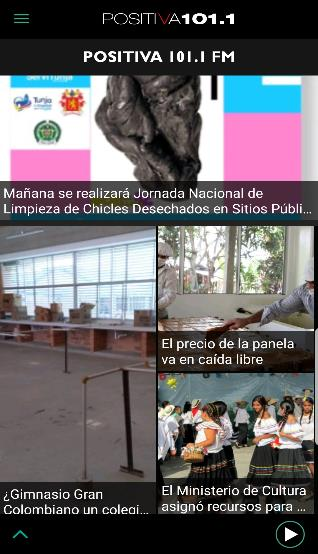 POSITIVA101.1
POSITIVA 101.1 FM
Tunja
Mañana se realizará Jornada Nacional de
Limpieza de Chicles Desechados en Sitios Públi...
El precio de la panela
va en caída libre
¿Gimnasio Gran
Colombiano un colegi...
El Ministerio de Cultura
asignó recursos para ...